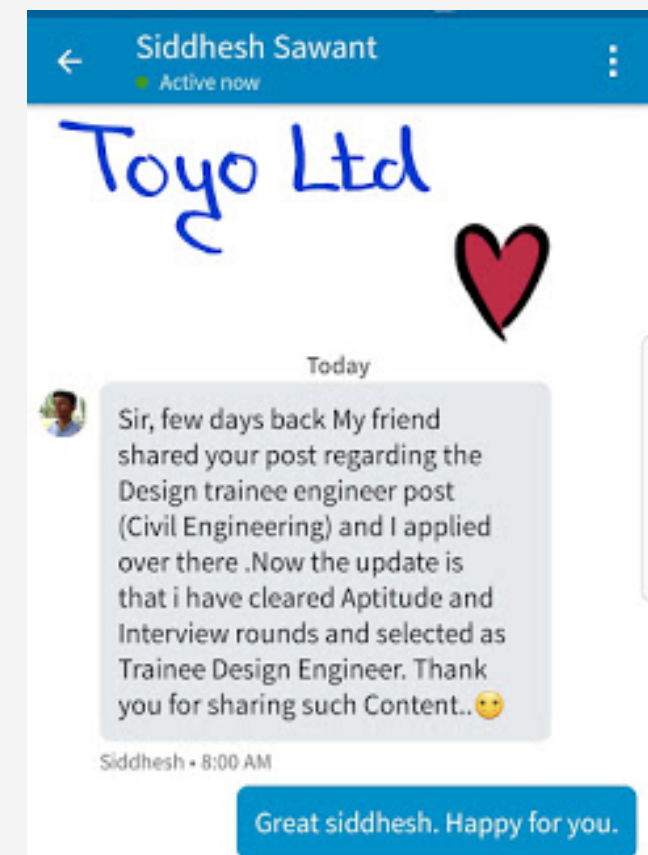 Siddhesh Sawant
Active now
Toyo Ltd
Today
Sir, few days back My friend
shared your post regarding the
Design trainee engineer post
(Civil Engineering) and I applied
over there .Now the update is
that i have cleared Aptitude and
Interview rounds and selected as
Trainee Design Engineer. Thank
you for sharing such Content..😶
Siddhesh • 8:00 AM
Great siddhesh. Happy for you.